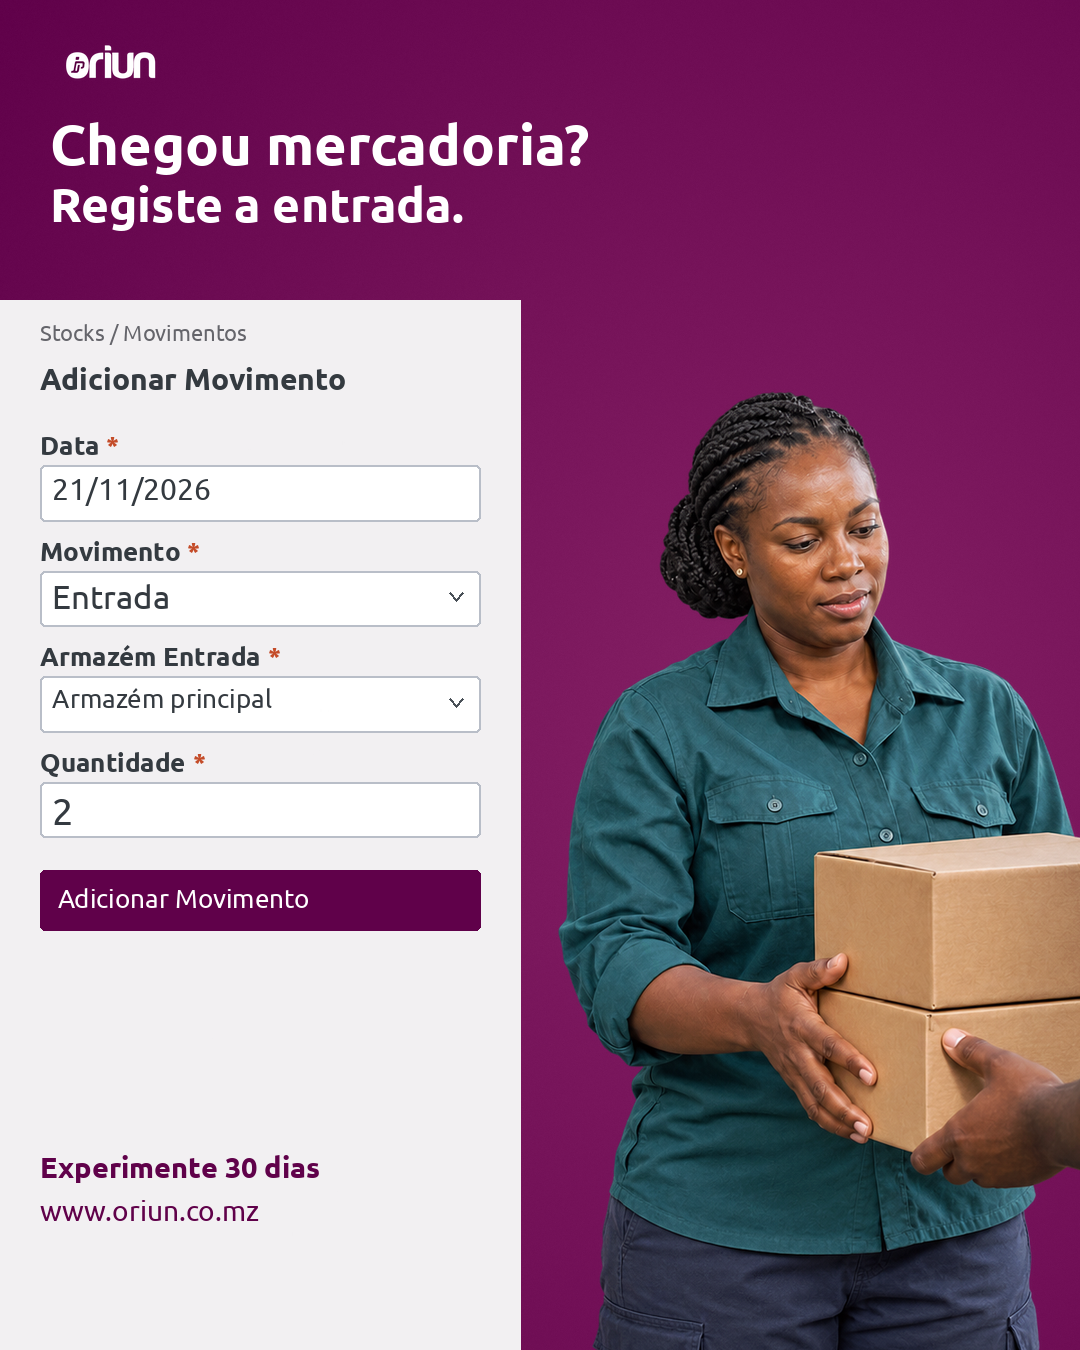 oriun
Chegou mercadoria?
Registe a entrada.
Stocks / Movimentos
Adicionar Movimento
Data *
21/11/2026
Movimento *
Entrada
Armazém Entrada *
Armazém principal
Quantidade *
2
Adicionar Movimento
Experimente 30 dias
www.oriun.co.mz